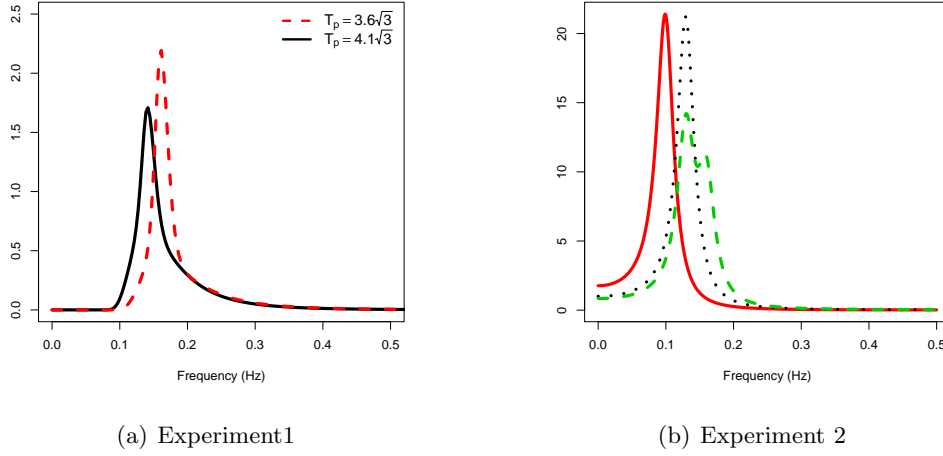 T_p = 3.6√3
T_p = 4.1√3
2.5
2.0
1.5
1.0
0.5
0.0
0.0 0.1 0.2 0.3 0.4 0.5
Frequency (Hz)
(a) Experiment1
20
15
10
5
0
0.0 0.1 0.2 0.3 0.4 0.5
Frequency (Hz)
(b) Experiment 2